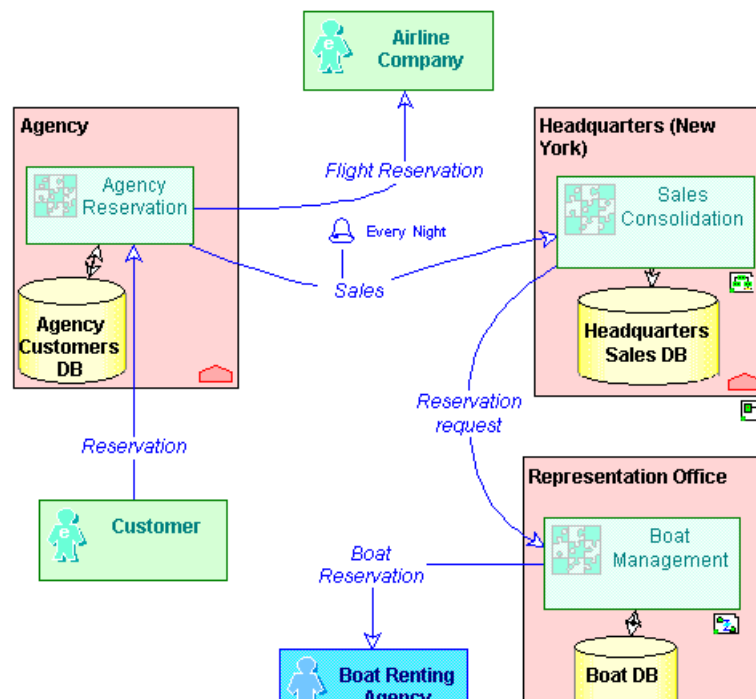 Airline
Company
Agency
Headquarters (New
York)
Agency
Reservation
Flight Reservation
Sales
Consolidation
Every Night
Sales
Agency
Customers
DB
Headquarters
Sales DB
Reservation
request
Reservation
Representation Office
Customer
Boat
Management
Boat
Reservation
Boat Renting
Agency
Boat DB